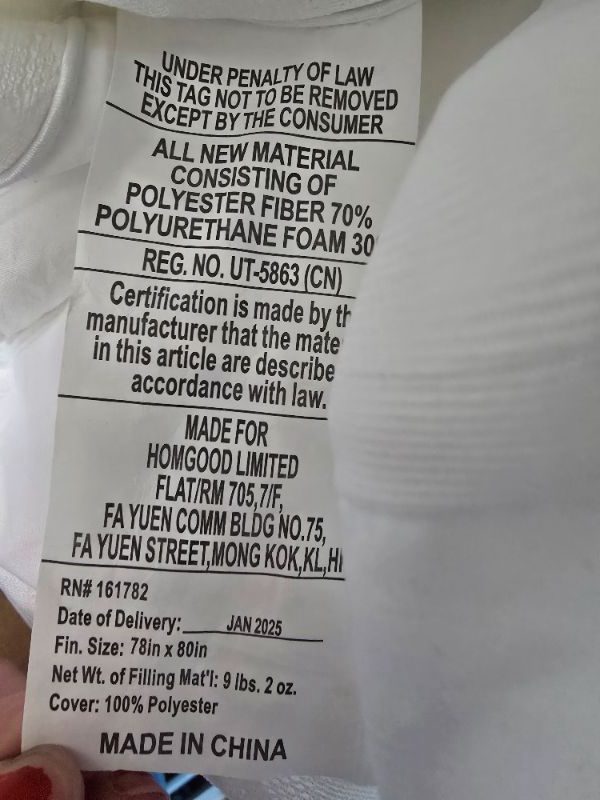 UNDER PENALTY OF LAW
THIS TAG NOT TO BE REMOVED
EXCEPT BY THE CONSUMER
ALL NEW MATERIAL
CONSISTING OF
POLYESTER FIBER 70%
POLYURETHANE FOAM 30
REG. NO. UT-5863 (CN)
Certification is made by th
manufacturer that the mate
in this article are describe
accordance with law.
MADE FOR
HOMGOOD LIMITED
FLAT/RM 705,7/F,
FA YUEN COMM BLDG NO.75,
FA YUEN STREET,MONG KOK,KL,H
RN# 161782
Date of Delivery: JAN 2025
Fin. Size: 78in x 80in
Net Wt. of Filling Mat'l: 9 lbs. 2 oz.
Cover: 100% Polyester
MADE IN CHINA